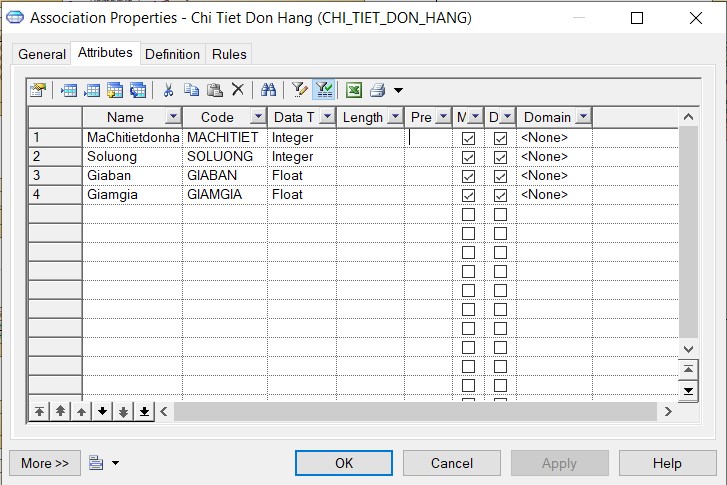 Association Properties - Chi Tiet Don Hang (CHI_TIET_DON_HANG)
General Attributes Definition Rules
Name Code Data T Length Pre M D Domain
1 MaChitietdonha MACHITIET Integer <None>
2 Soluong SOLUONG Integer <None>
3 Giaban GIABAN Float <None>
4 Giamgia GIAMGIA Float <None>
More >> OK Cancel Apply Help